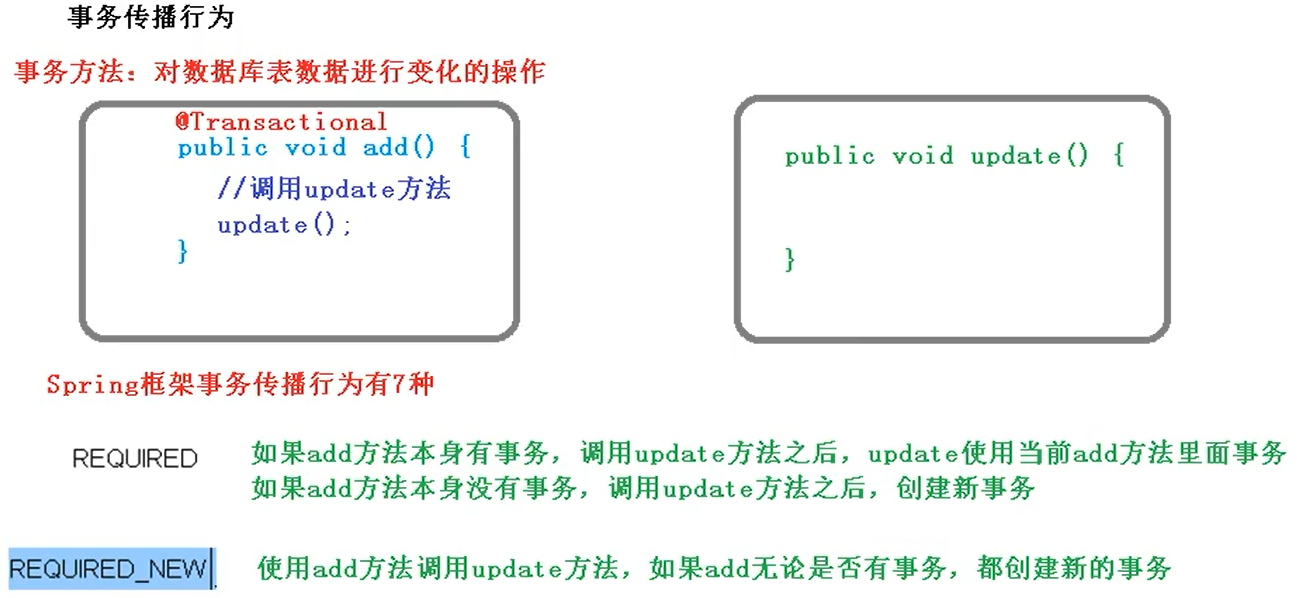 事务传播行为
事务方法：对数据库表数据进行变化的操作
@Transactional
public void add() {
//调用update方法
update();
}
public void update() {
}
Spring框架事务传播行为有7种
REQUIRED
如果add方法本身有事务，调用update方法之后，update使用当前add方法里面事务
如果add方法本身没有事务，调用update方法之后，创建新事务
REQUIRED_NEW
使用add方法调用update方法，如果add无论是否有事务，都创建新的事务